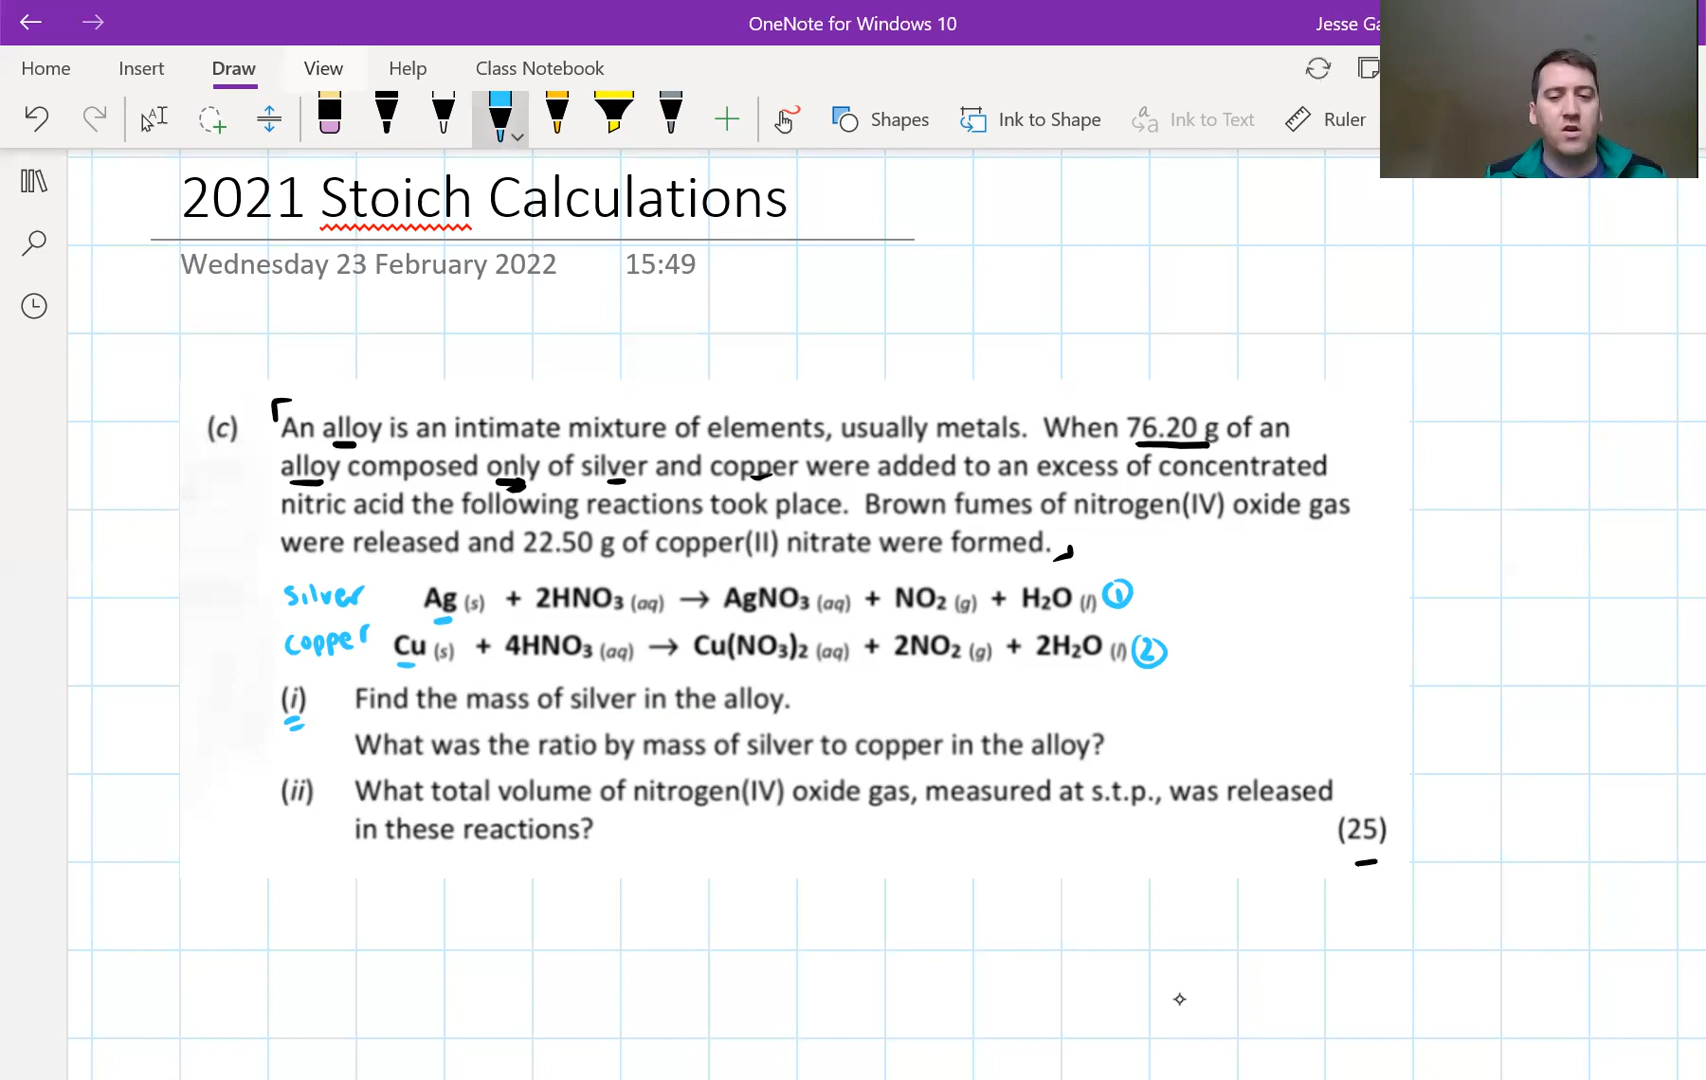 OneNote for Windows 10
Jesse Ga
Home Insert Draw View Help Class Notebook
Shapes Ink to Shape Ink to Text Ruler
2021 Stoich Calculations
Wednesday 23 February 2022 15:49
(c) An alloy is an intimate mixture of elements, usually metals. When 76.20 g of an
alloy composed only of silver and copper were added to an excess of concentrated
nitric acid the following reactions took place. Brown fumes of nitrogen(IV) oxide gas
were released and 22.50 g of copper(II) nitrate were formed.
silver Ag (s) + 2HNO₃ (aq) → AgNO₃ (aq) + NO₂ (g) + H₂O (l) ①
copper Cu (s) + 4HNO₃ (aq) → Cu(NO₃)₂ (aq) + 2NO₂ (g) + 2H₂O (l) ②
(i) Find the mass of silver in the alloy.
What was the ratio by mass of silver to copper in the alloy?
(ii) What total volume of nitrogen(IV) oxide gas, measured at s.t.p., was released
in these reactions? (25)